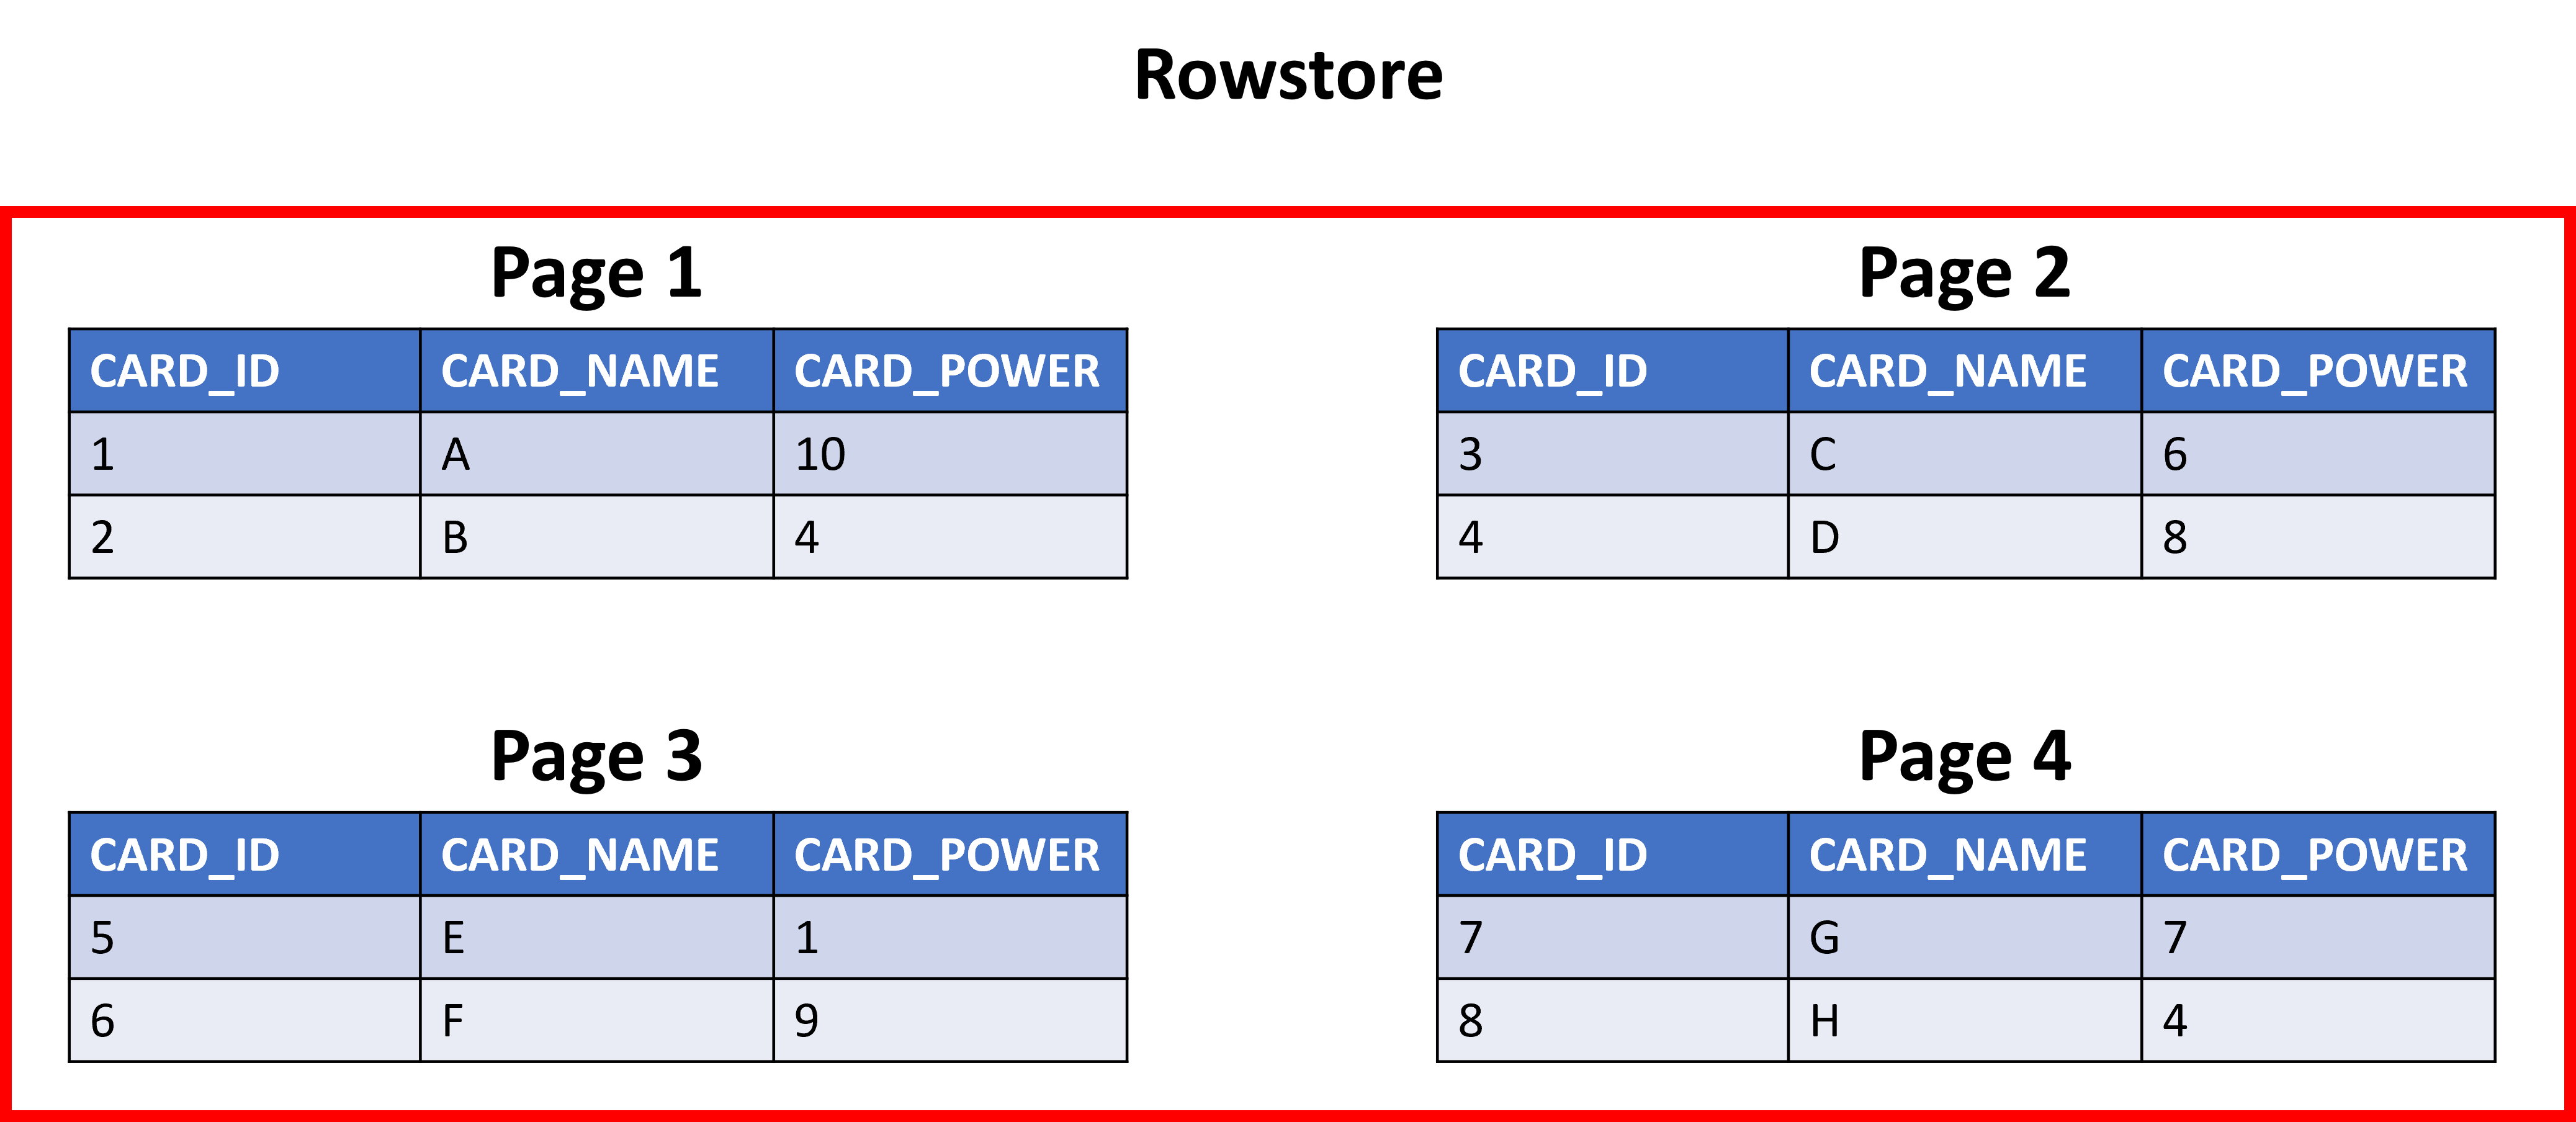 Rowstore
Page 1
CARD_ID CARD_NAME CARD_POWER
1 A 10
2 B 4
Page 2
CARD_ID CARD_NAME CARD_POWER
3 C 6
4 D 8
Page 3
CARD_ID CARD_NAME CARD_POWER
5 E 1
6 F 9
Page 4
CARD_ID CARD_NAME CARD_POWER
7 G 7
8 H 4